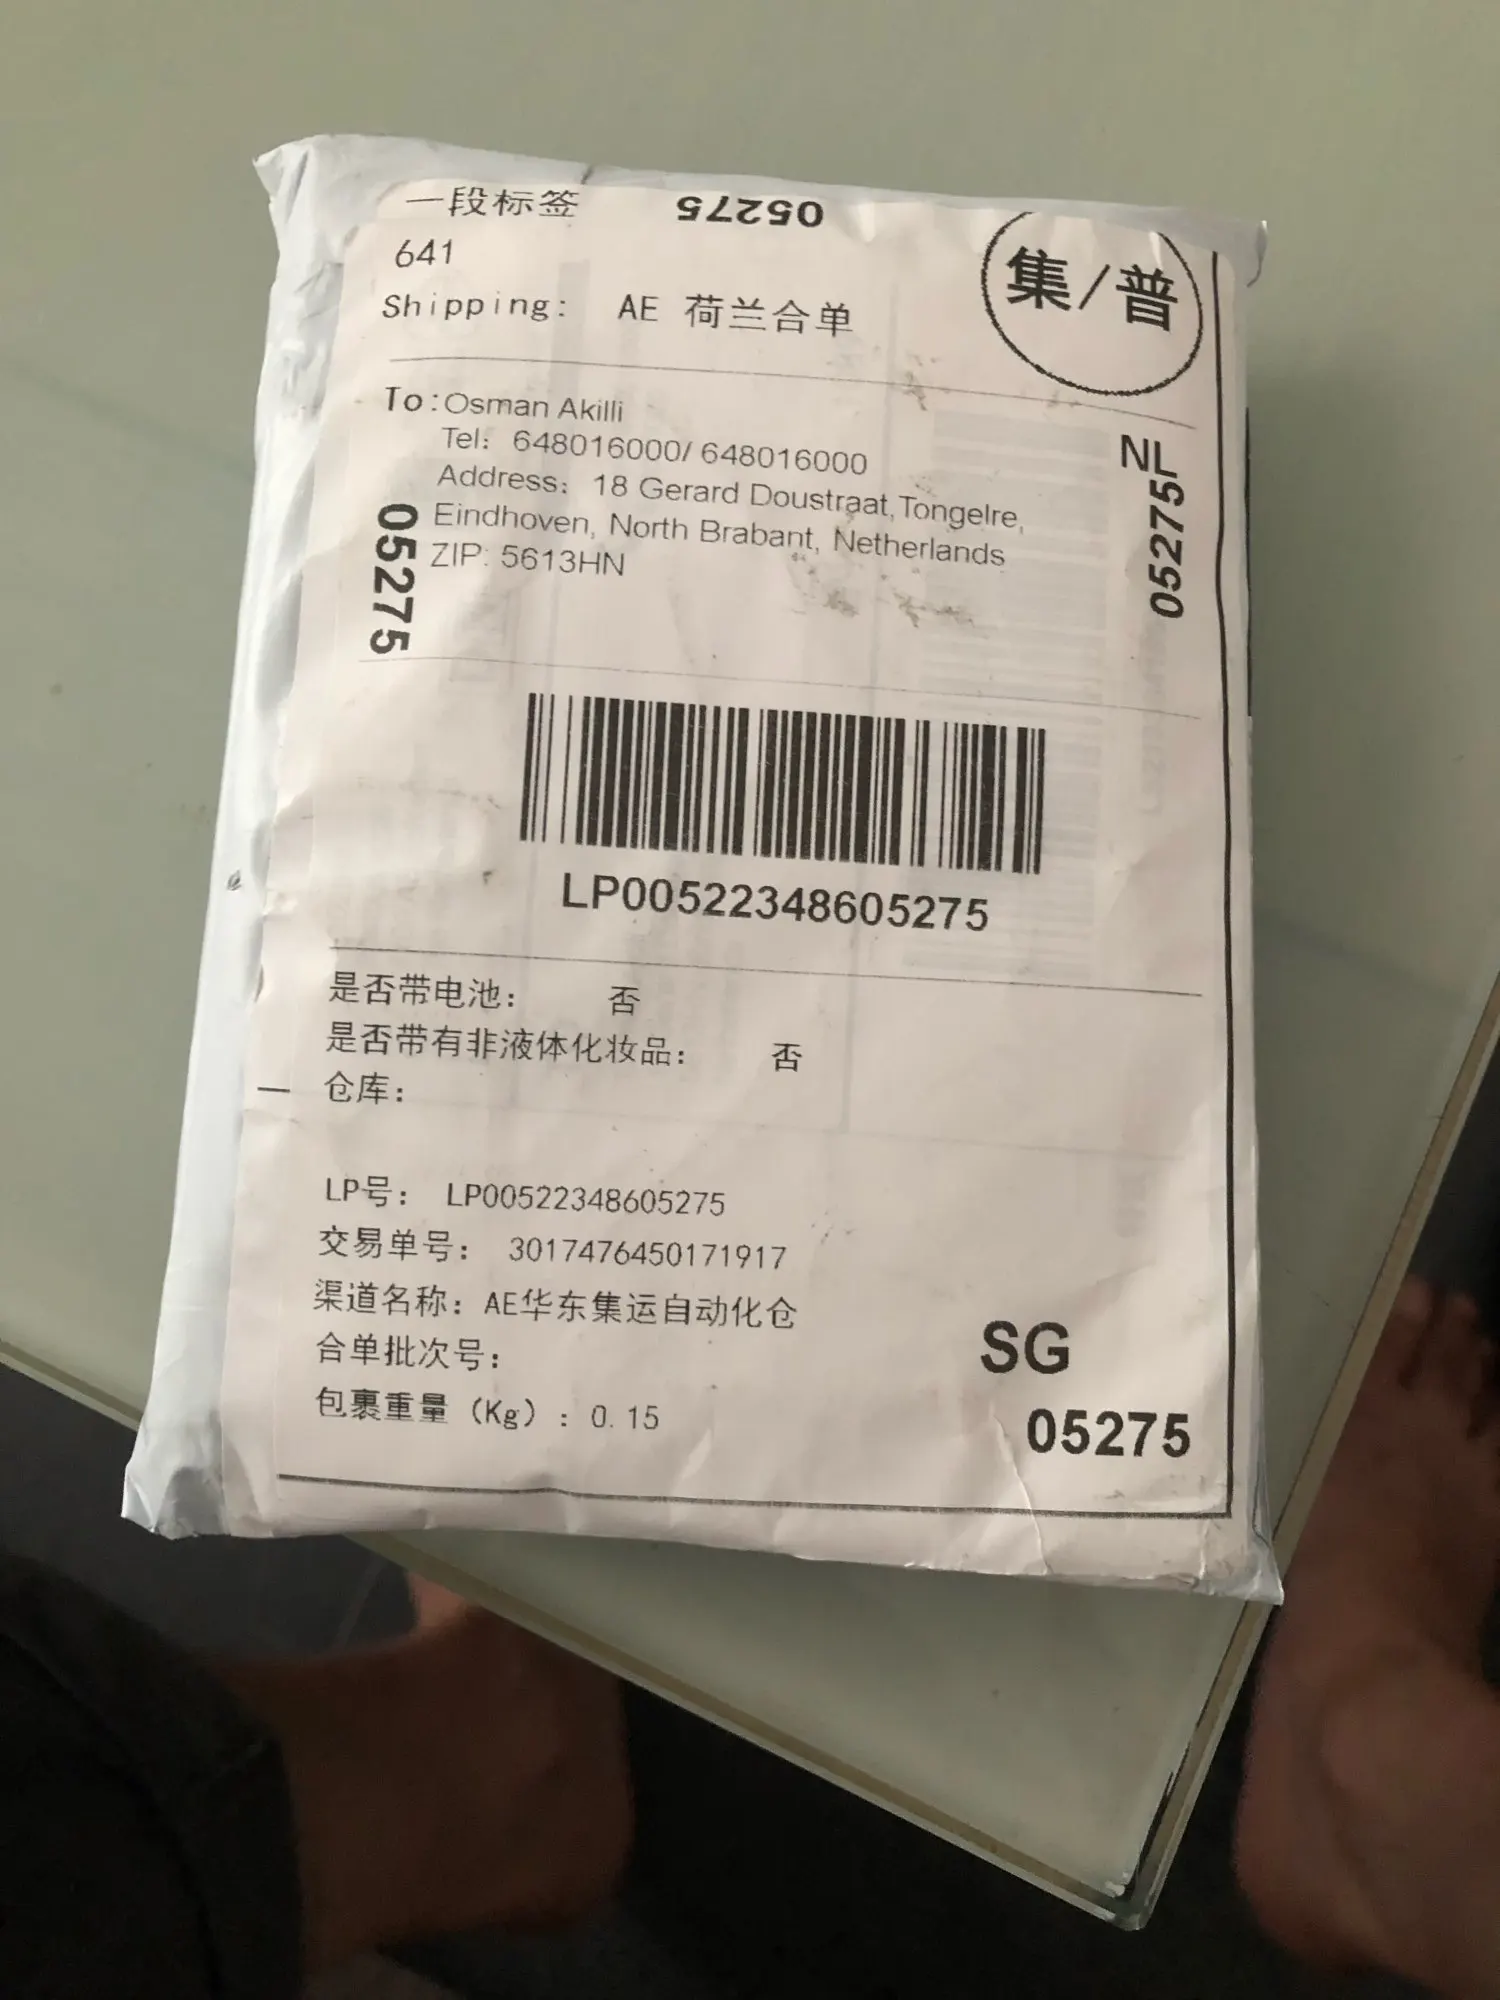 一段标签
05275
集/普
641
Shipping: AE 荷兰合单
To:Osman Akilli
Tel: 648016000/ 648016000
Address: 18 Gerard Doustraat,Tongelre,
Eindhoven, North Brabant, Netherlands
ZIP: 5613HN
05275
05275F
LP00522348605275
是否带电池: 否
是否带有非液体化妆品: 否
仓库:
LP号: LP00522348605275
交易单号: 3017476450171917
渠道名称: AE华东集运自动化仓
合单批次号:
包裹重量 (Kg) : 0.15
SG
05275